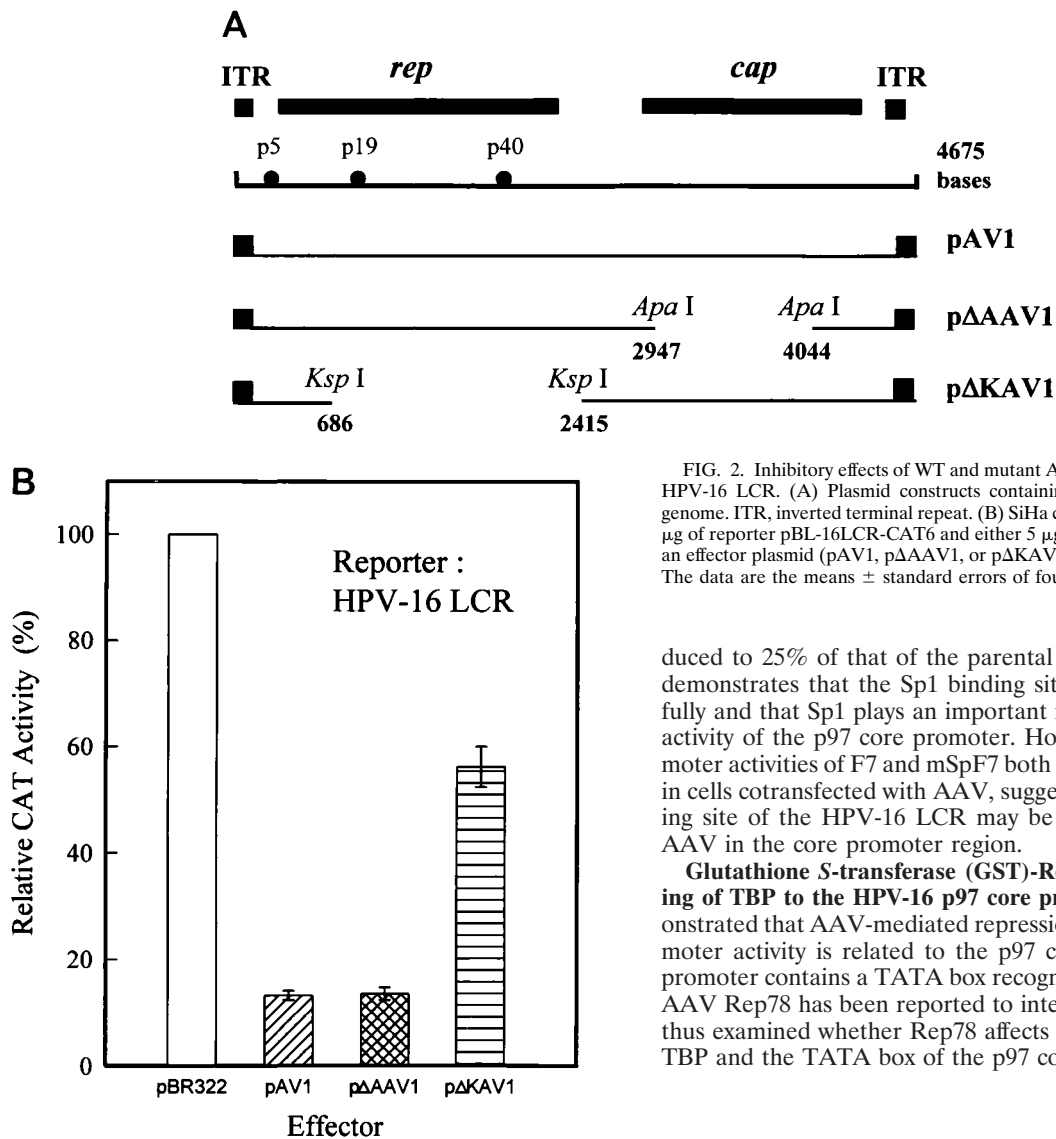 A
ITR rep cap ITR
p5 p19 p40
4675
bases
pAV1
Apa I Apa I pΔAAV1
2947 4044
Ksp I Ksp I pΔKAV1
686 2415
B
Relative CAT Activity (%)
100
80
60
40
20
0
Reporter :
HPV-16 LCR
pBR322 pAV1 pΔAAV1 pΔKAV1
Effector
FIG. 2. Inhibitory effects of WT and mutant A
HPV-16 LCR. (A) Plasmid constructs containin
genome. ITR, inverted terminal repeat. (B) SiHa c
μg of reporter pBL-16LCR-CAT6 and either 5 μg
an effector plasmid (pAV1, pΔAAV1, or pΔKAV
The data are the means ± standard errors of fou
duced to 25% of that of the parental
demonstrates that the Sp1 binding sit
fully and that Sp1 plays an important
activity of the p97 core promoter. Ho
moter activities of F7 and mSpF7 both
in cells cotransfected with AAV, sugge
ing site of the HPV-16 LCR may be
AAV in the core promoter region.
Glutathione S-transferase (GST)-Re
ing of TBP to the HPV-16 p97 core pr
onstrated that AAV-mediated repressio
moter activity is related to the p97 c
promoter contains a TATA box recogn
AAV Rep78 has been reported to inte
thus examined whether Rep78 affects
TBP and the TATA box of the p97 co